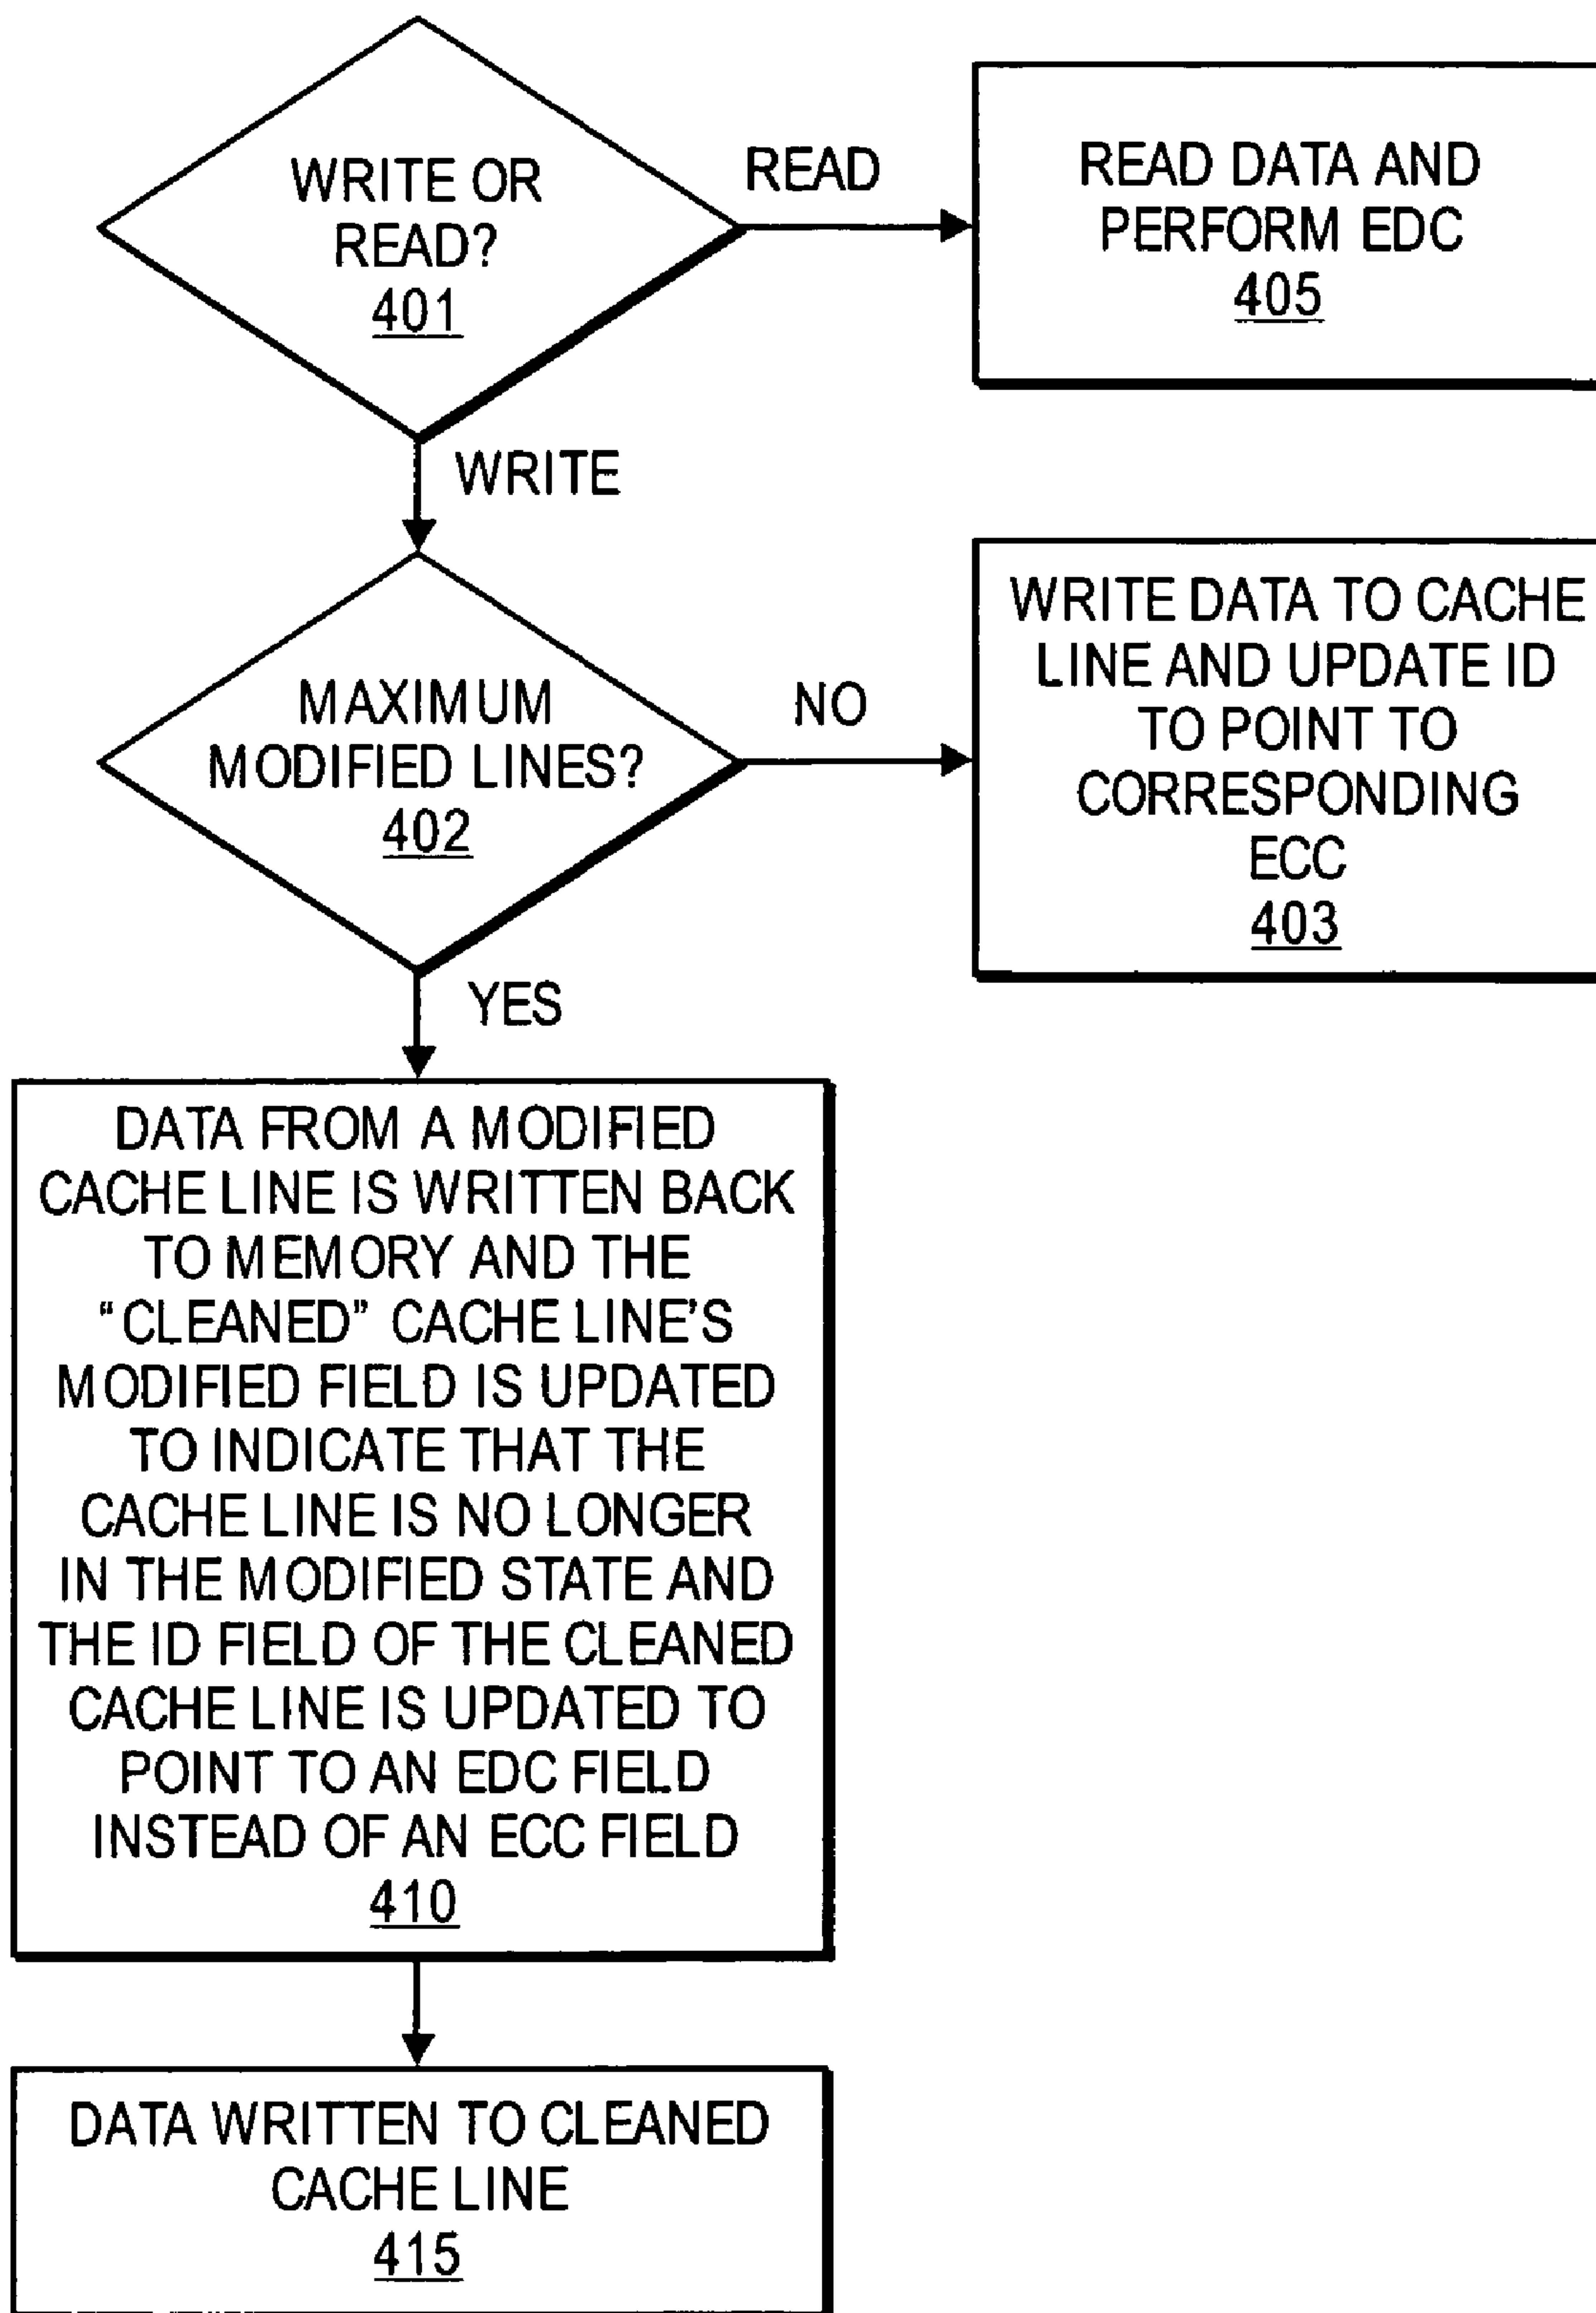 WRITE OR
READ?
401
READ
READ DATA AND
PERFORM EDC
405
WRITE
MAXIMUM
MODIFIED LINES?
402
NO
WRITE DATA TO CACHE
LINE AND UPDATE ID
TO POINT TO
CORRESPONDING
ECC
403
YES
DATA FROM A MODIFIED
CACHE LINE IS WRITTEN BACK
TO MEMORY AND THE
“CLEANED” CACHE LINE’S
MODIFIED FIELD IS UPDATED
TO INDICATE THAT THE
CACHE LINE IS NO LONGER
IN THE MODIFIED STATE AND
THE ID FIELD OF THE CLEANED
CACHE LINE IS UPDATED TO
POINT TO AN EDC FIELD
INSTEAD OF AN ECC FIELD
410
DATA WRITTEN TO CLEANED
CACHE LINE
415